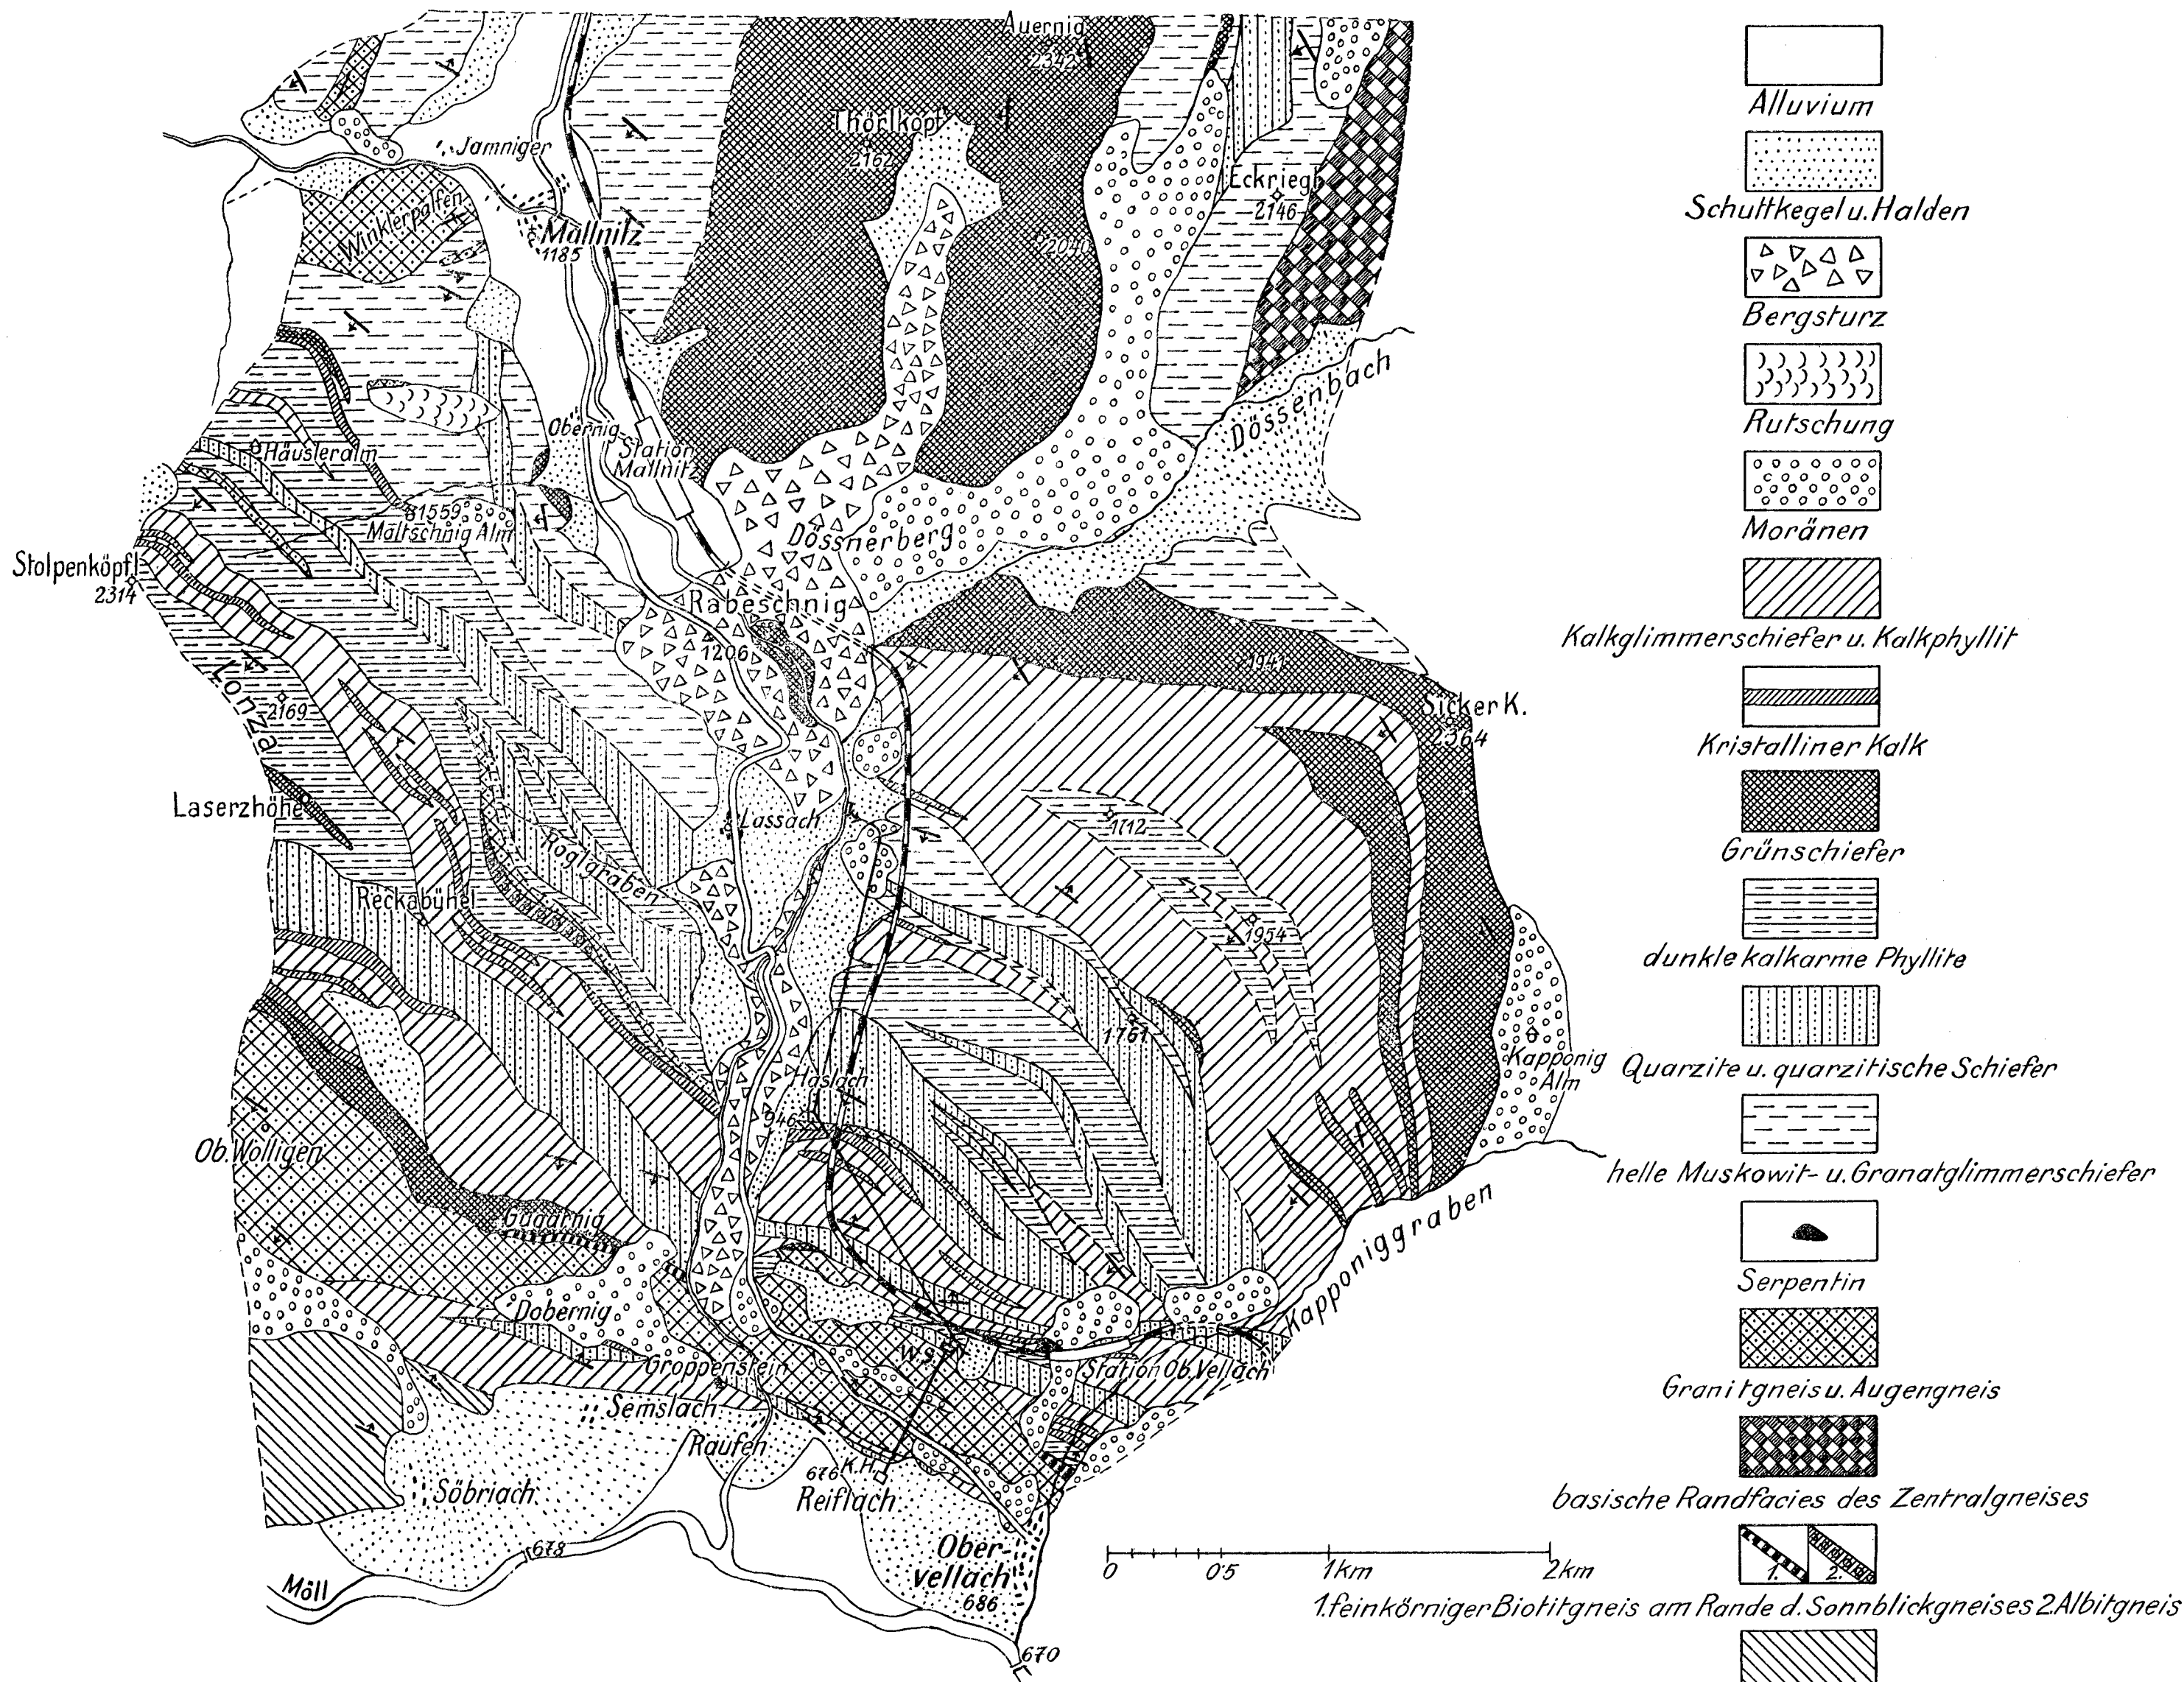 Auernig
2342
Thörlkopf
2162
Jamniger
Winklerpalfen
Mallnitz
1185
Eckriegl
2146
2040
Dössenbach
Obernig
Station
Mallnitz
Häusleralm
1559
Maltschnig Alm
Dössnerberg
Stolpenköpfl
2314
Rabeschnig
1206
1941
Lonza
2169
Sicker K.
2364
Laserzhöhe
Lassach
1712
Roglgraben
Reckabühel
1954
1761
Kapponig
Alm
Haslach
946
Ob. Wolligen
Gugarnig
Kapponiggraben
Dobernig
Groppenstein
W.S.
Station Ob. Vellach
Semslach
Raufen
676 K.H.
Reiflach
Söbriach
678
Ober-
vellach
686
Möll
670
Alluvium
Schuttkegel u. Halden
Bergsturz
Rutschung
Moränen
Kalkglimmerschiefer u. Kalkphyllit
Kristalliner Kalk
Grünschiefer
dunkle kalkarme Phyllite
Quarzite u. quarzitische Schiefer
helle Muskowit- u. Granatglimmerschiefer
Serpentin
Granitgneis u. Augengneis
basische Randfacies des Zentralgneises
1. 2.
1. feinkörniger Biotitgneis am Rande d. Sonnblickgneises 2. Albitgneis
0 0·5 1km 2km